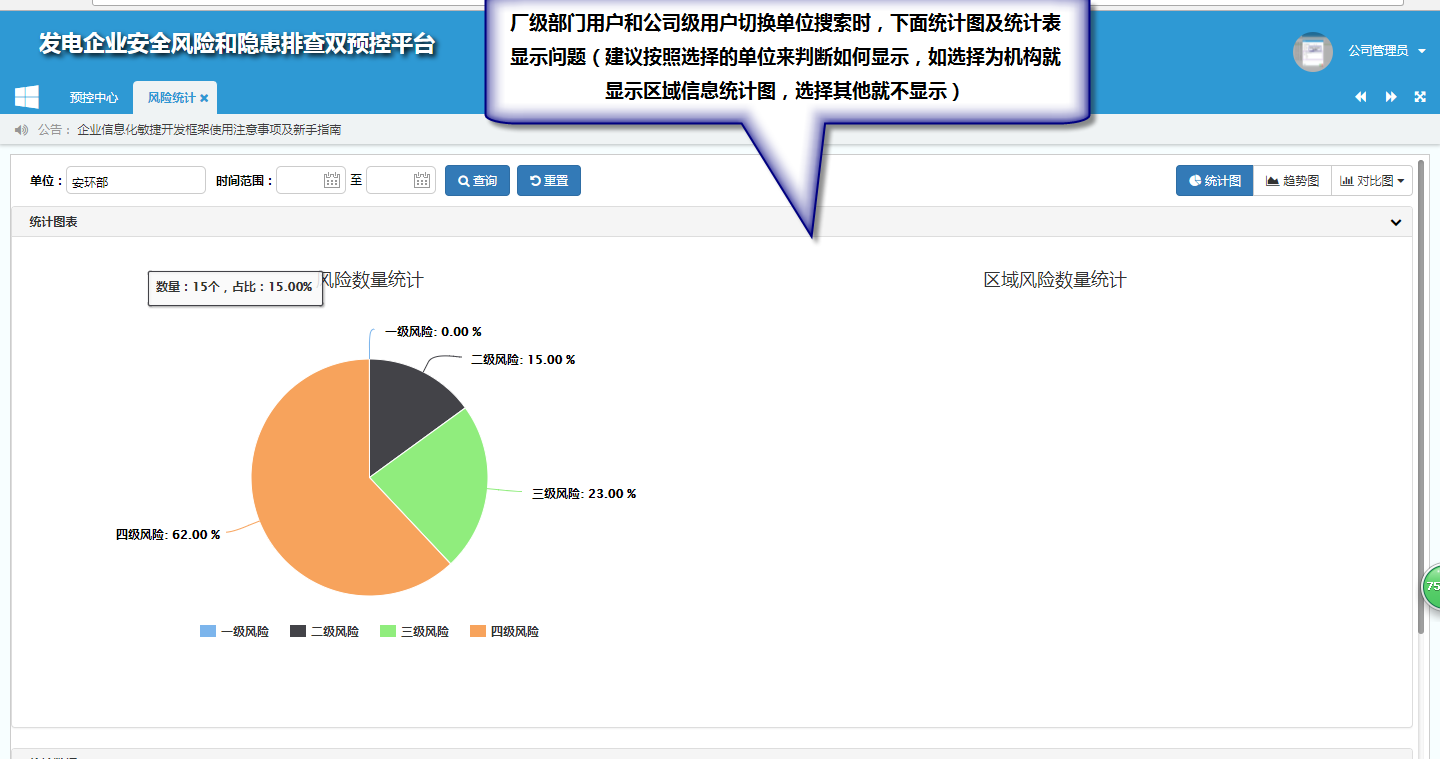 厂级部门用户和公司级用户切换单位搜索时，下面统计图及统计表
显示问题（建议按照选择的单位来判断如何显示，如选择为机构就
显示区域信息统计图，选择其他就不显示）
发电企业安全风险和隐患排查双预控平台
公司管理员
预控中心
风险统计
公告：
企业信息化敏捷开发框架使用注意事项及新手指南
单位：
安环部
时间范围：
至
查询
重置
统计图
趋势图
对比图
统计图表
风险数量统计
数量：15个，占比：15.00%
区域风险数量统计
一级风险: 0.00 %
二级风险: 15.00 %
三级风险: 23.00 %
四级风险: 62.00 %
一级风险
二级风险
三级风险
四级风险
75